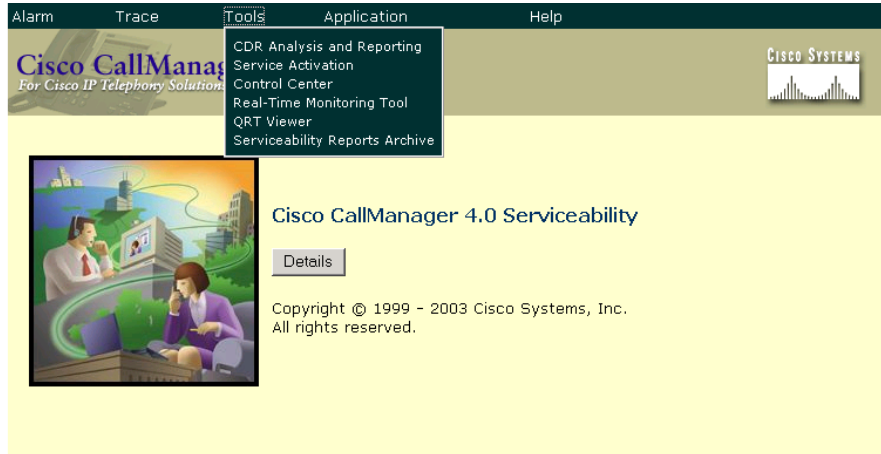 Alarm Trace Tools Application Help
CDR Analysis and Reporting
Service Activation
Control Center
Real-Time Monitoring Tool
QRT Viewer
Serviceability Reports Archive
Cisco CallManag
For Cisco IP Telephony Solution
CISCO SYSTEMS
Cisco CallManager 4.0 Serviceability
Details
Copyright © 1999 - 2003 Cisco Systems, Inc.
All rights reserved.